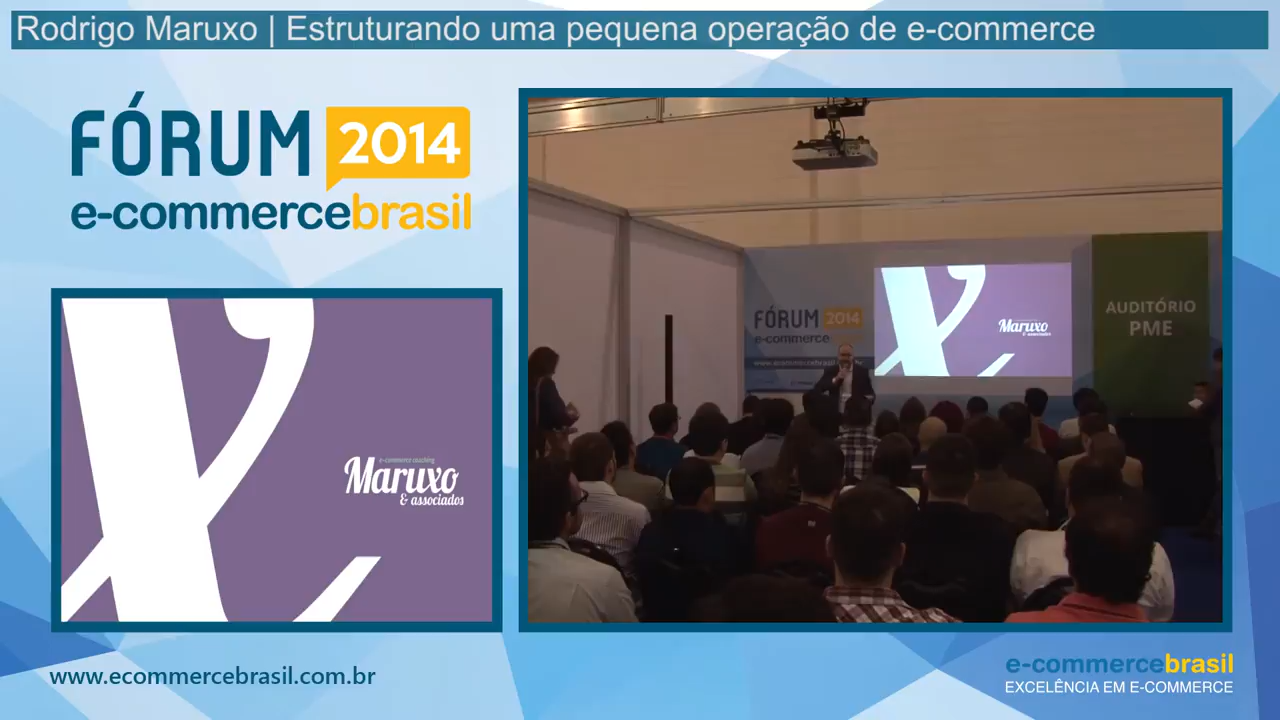 Rodrigo Maruxo | Estruturando uma pequena operação de e-commerce
FÓRUM 2014
e-commercebrasil
e-commerce coaching
Maruxo
& associados
FÓRUM 2014
e-commerce
Maruxo
& associados
AUDITÓRIO
PME
www.ecommercebrasil.com.br
e-commercebrasil
EXCELÊNCIA EM E-COMMERCE